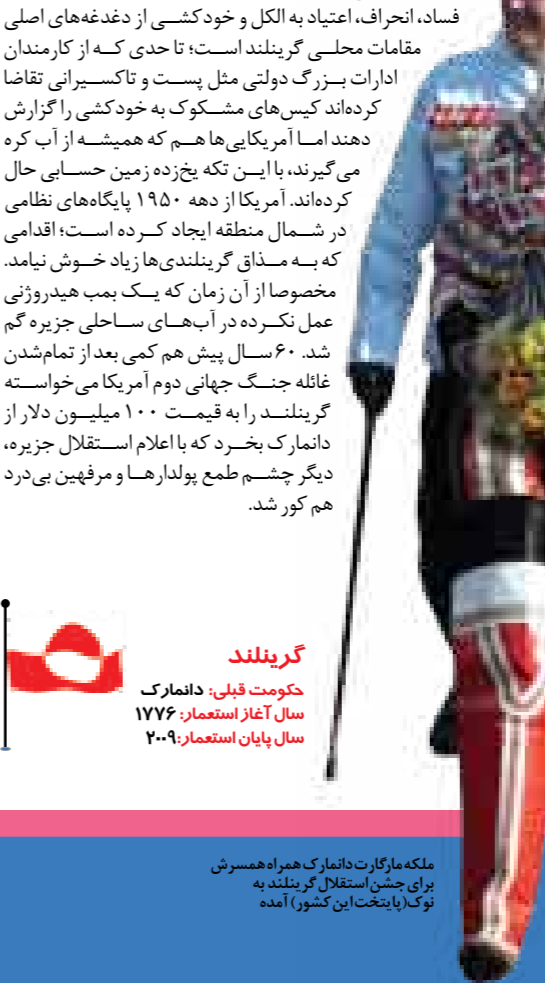 فساد، انحراف، اعتیاد به الکل و خودکشی از دغدغه‌های اصلی
مقامات محلی گرینلند است؛ تا حدی که از کارمندان
ادارات بزرگ دولتی مثل پست و تاکسیرانی تقاضا
کرده‌اند کیس‌های مشکوک به خودکشی را گزارش
دهند اما آمریکایی‌ها هم که همیشه از آب کره
می‌گیرند، با این تکه یخ‌زده زمین حسابی حال
کرده‌اند. آمریکا از دهه ۱۹۵۰ پایگاه‌های نظامی
در شمال منطقه ایجاد کرده است؛ اقدامی
که به مذاق گرینلندی‌ها زیاد خوش نیامد.
مخصوصا از آن زمان که یک بمب هیدروژنی
عمل نکرده در آب‌های ساحلی جزیره گم
شد. ۶۰ سال پیش هم کمی بعد از تمام‌شدن
غائله جنگ جهانی دوم آمریکا می‌خواسته
گرینلند را به قیمت ۱۰۰ میلیون دلار از
دانمارک بخرد که با اعلام استقلال جزیره،
دیگر چشم طمع پولدارها و مرفهین بی‌درد
هم کور شد.
گرینلند
حکومت قبلی: دانمارک
سال آغاز استعمار: ۱۷۷۶
سال پایان استعمار:۲۰۰۹
ملکه مارگارت دانمارک همراه همسرش
برای جشن استقلال گرینلند به
نوک(پایتخت این کشور) آمده